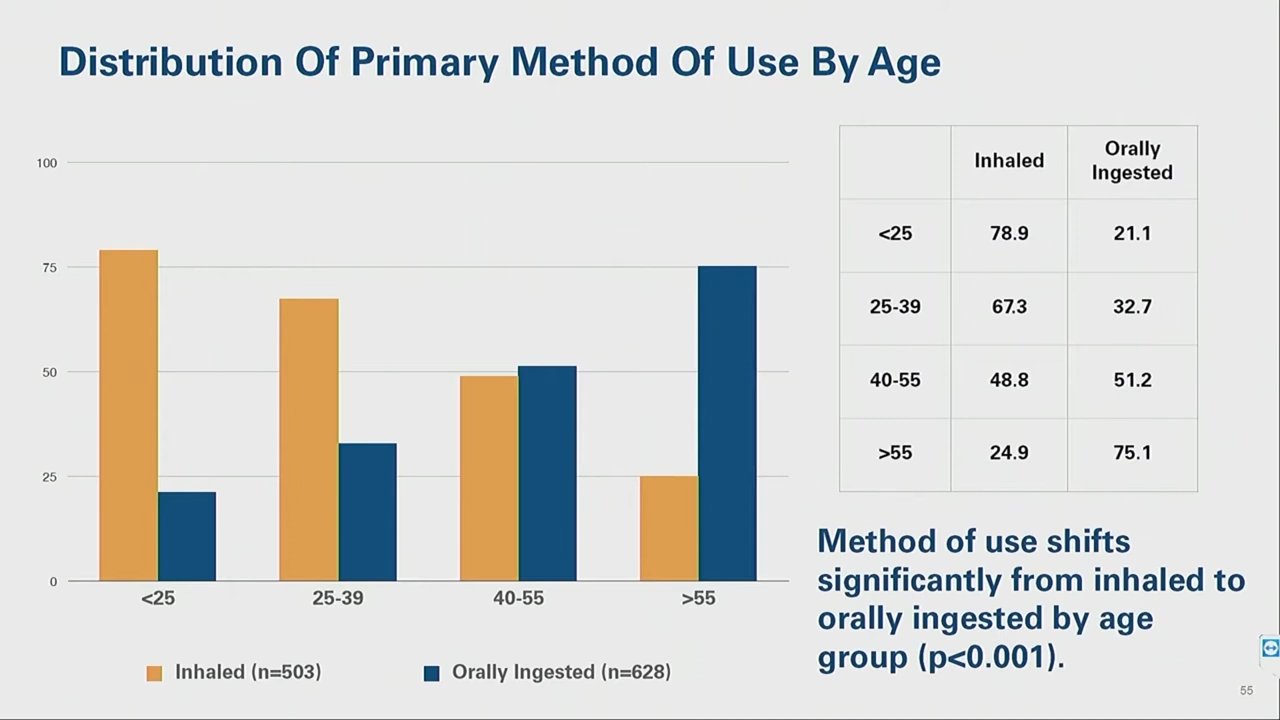 Distribution Of Primary Method Of Use By Age
100
75
50
25
0
<25 25-39 40-55 >55
Inhaled (n=503) Orally Ingested (n=628)
Inhaled Orally Ingested
<25 78.9 21.1
25-39 67.3 32.7
40-55 48.8 51.2
>55 24.9 75.1
Method of use shifts
significantly from inhaled to
orally ingested by age
group (p<0.001).
55